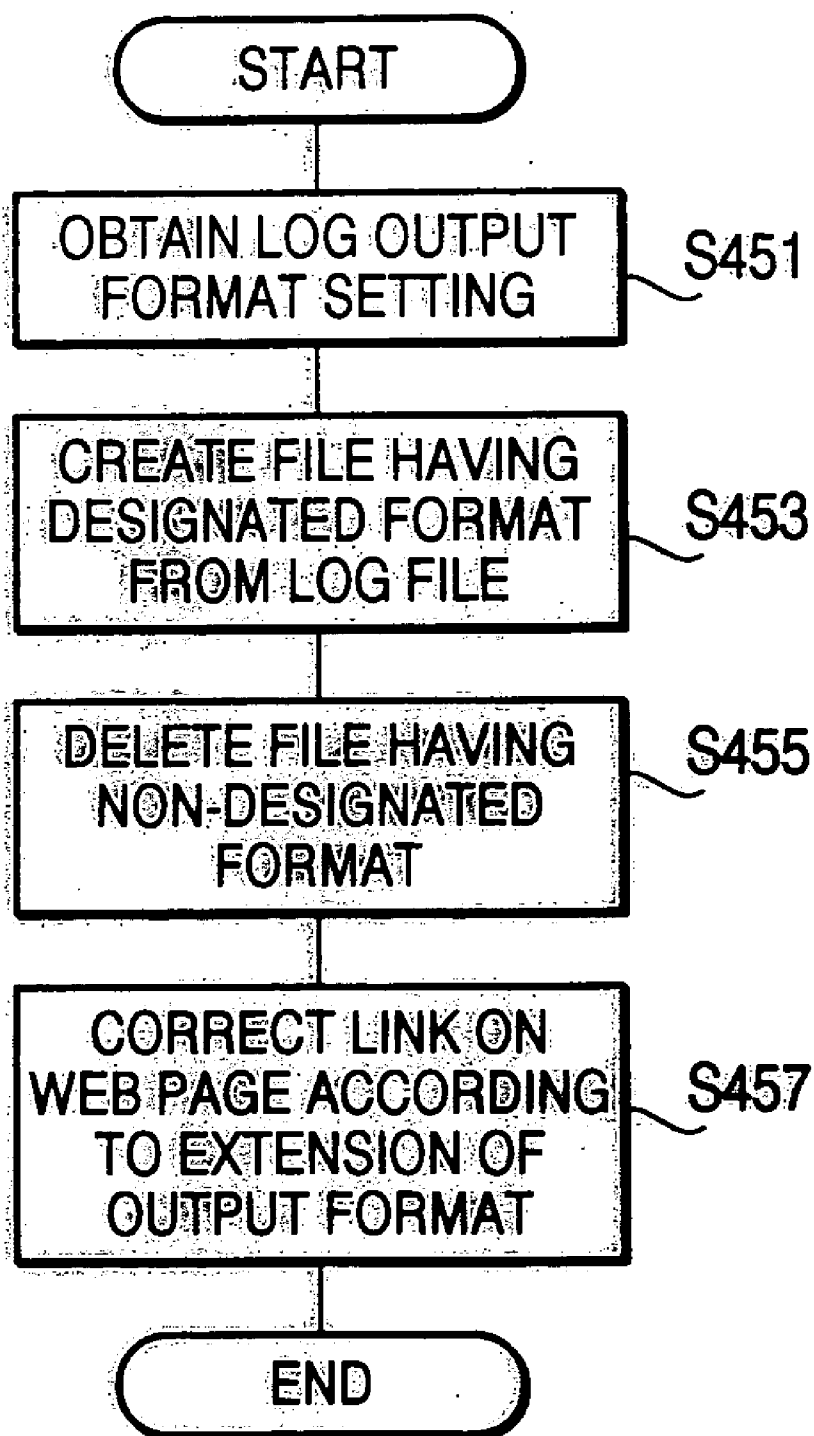 START
OBTAIN LOG OUTPUT
FORMAT SETTING
S451
CREATE FILE HAVING
DESIGNATED FORMAT
FROM LOG FILE
S453
DELETE FILE HAVING
NON-DESIGNATED
FORMAT
S455
CORRECT LINK ON
WEB PAGE ACCORDING
TO EXTENSION OF
OUTPUT FORMAT
S457
END